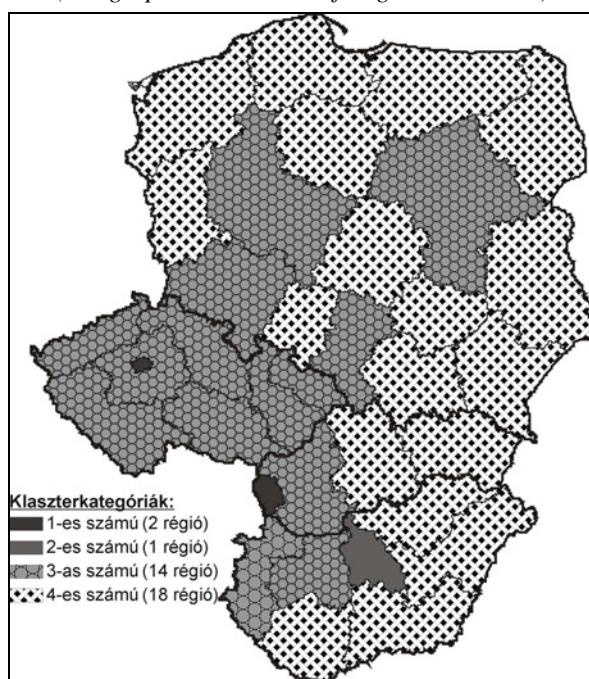 Klaszterkategóriák:
1-es számú (2 régió)
2-es számú (1 régió)
3-as számú (14 régió)
4-es számú (18 régió)